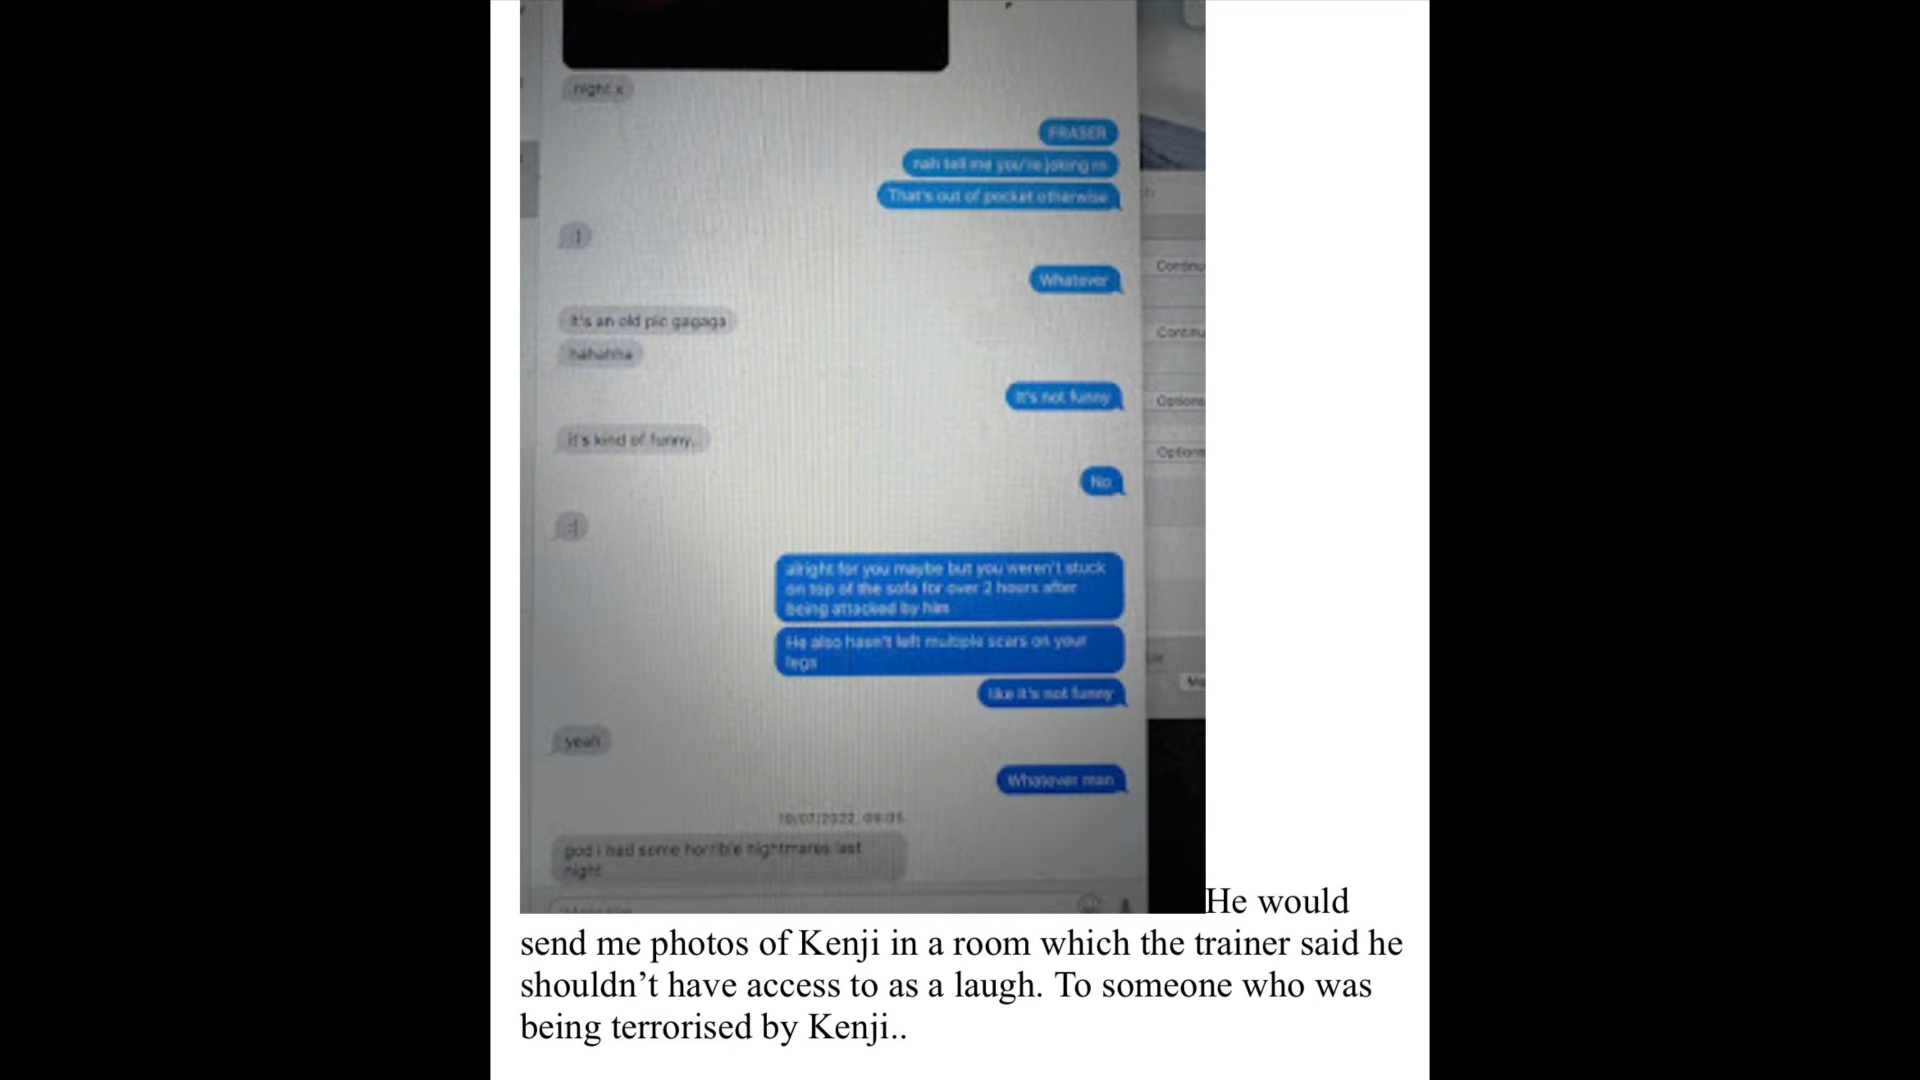 night x
FRASER
nah tell me you're joking
That's out of pocket otherwise
:)
Whatever
it's an old pic gagaga
hahahha
It's not funny
it's kind of funny.
No
:(
alright for you maybe but you weren't stuck
on top of the sofa for over 2 hours after
being attacked by him
He also hasn't left multiple scars on your
legs
like it's not funny
yeah
Whatever man
10/07/2022,
god i had some horrible nightmares last
night
He would
send me photos of Kenji in a room which the trainer said he
shouldn’t have access to as a laugh. To someone who was
being terrorised by Kenji..
Options